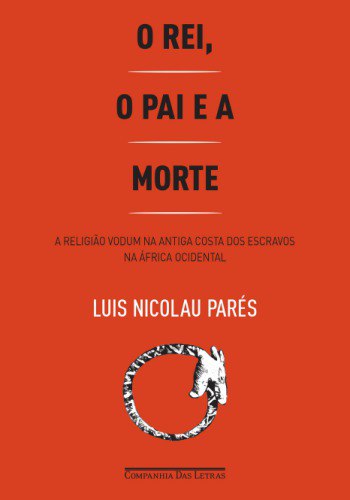 O REI,
O PAI E A
MORTE
A RELIGIÃO VODUM NA ANTIGA COSTA DOS ESCRAVOS
NA ÁFRICA OCIDENTAL
LUIS NICOLAU PARÉS
COMPANHIA DAS LETRAS